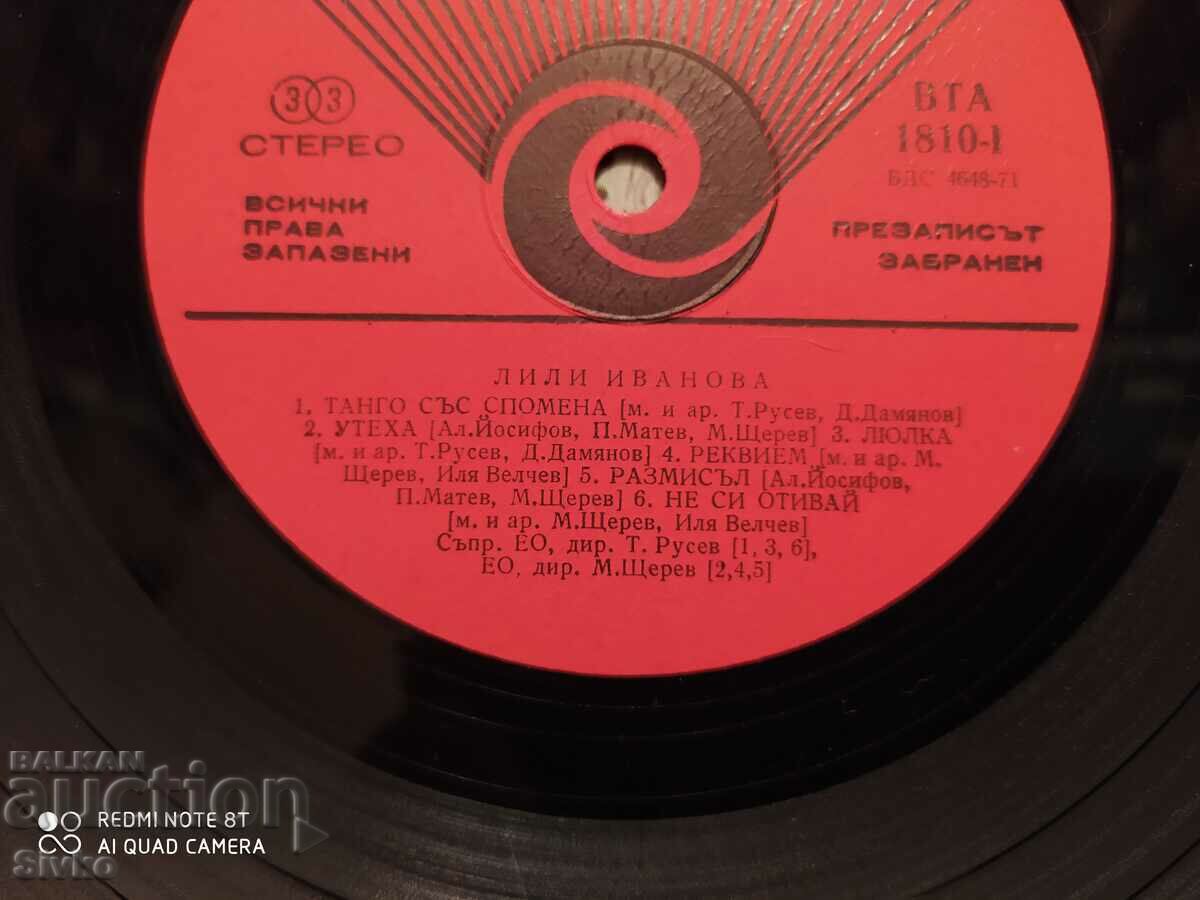 33
СТЕРЕО
ВСИЧКИ
ПРАВА
ЗАПАЗЕНИ
ВТА
1810-I
БДС 4648-71
ПРЕЗАПИСЪТ
ЗАБРАНЕН
ЛИЛИ ИВАНОВА
1. ТАНГО СЪС СПОМЕНА [м. и ар. Т.Русев, Д.Дамянов]
2. УТЕХА [Ал.Йосифов, П.Матев, М.Щерев] 3. ЛЮЛКА
[м. и ар. Т.Русев, Д.Дамянов] 4. РЕКВИЕМ [м. и ар. М.
Щерев, Иля Велчев] 5. РАЗМИСЪЛ [Ал.Йосифов,
П.Матев, М.Щерев] 6. НЕ СИ ОТИВАЙ
[м. и ар. М.Щерев, Иля Велчев]
Съпр. ЕО, дир. Т. Русев [1, 3, 6],
ЕО, дир. М.Щерев [2,4,5]
BALKAN
auction
REDMI NOTE 8T
AI QUAD CAMERA
Sivko